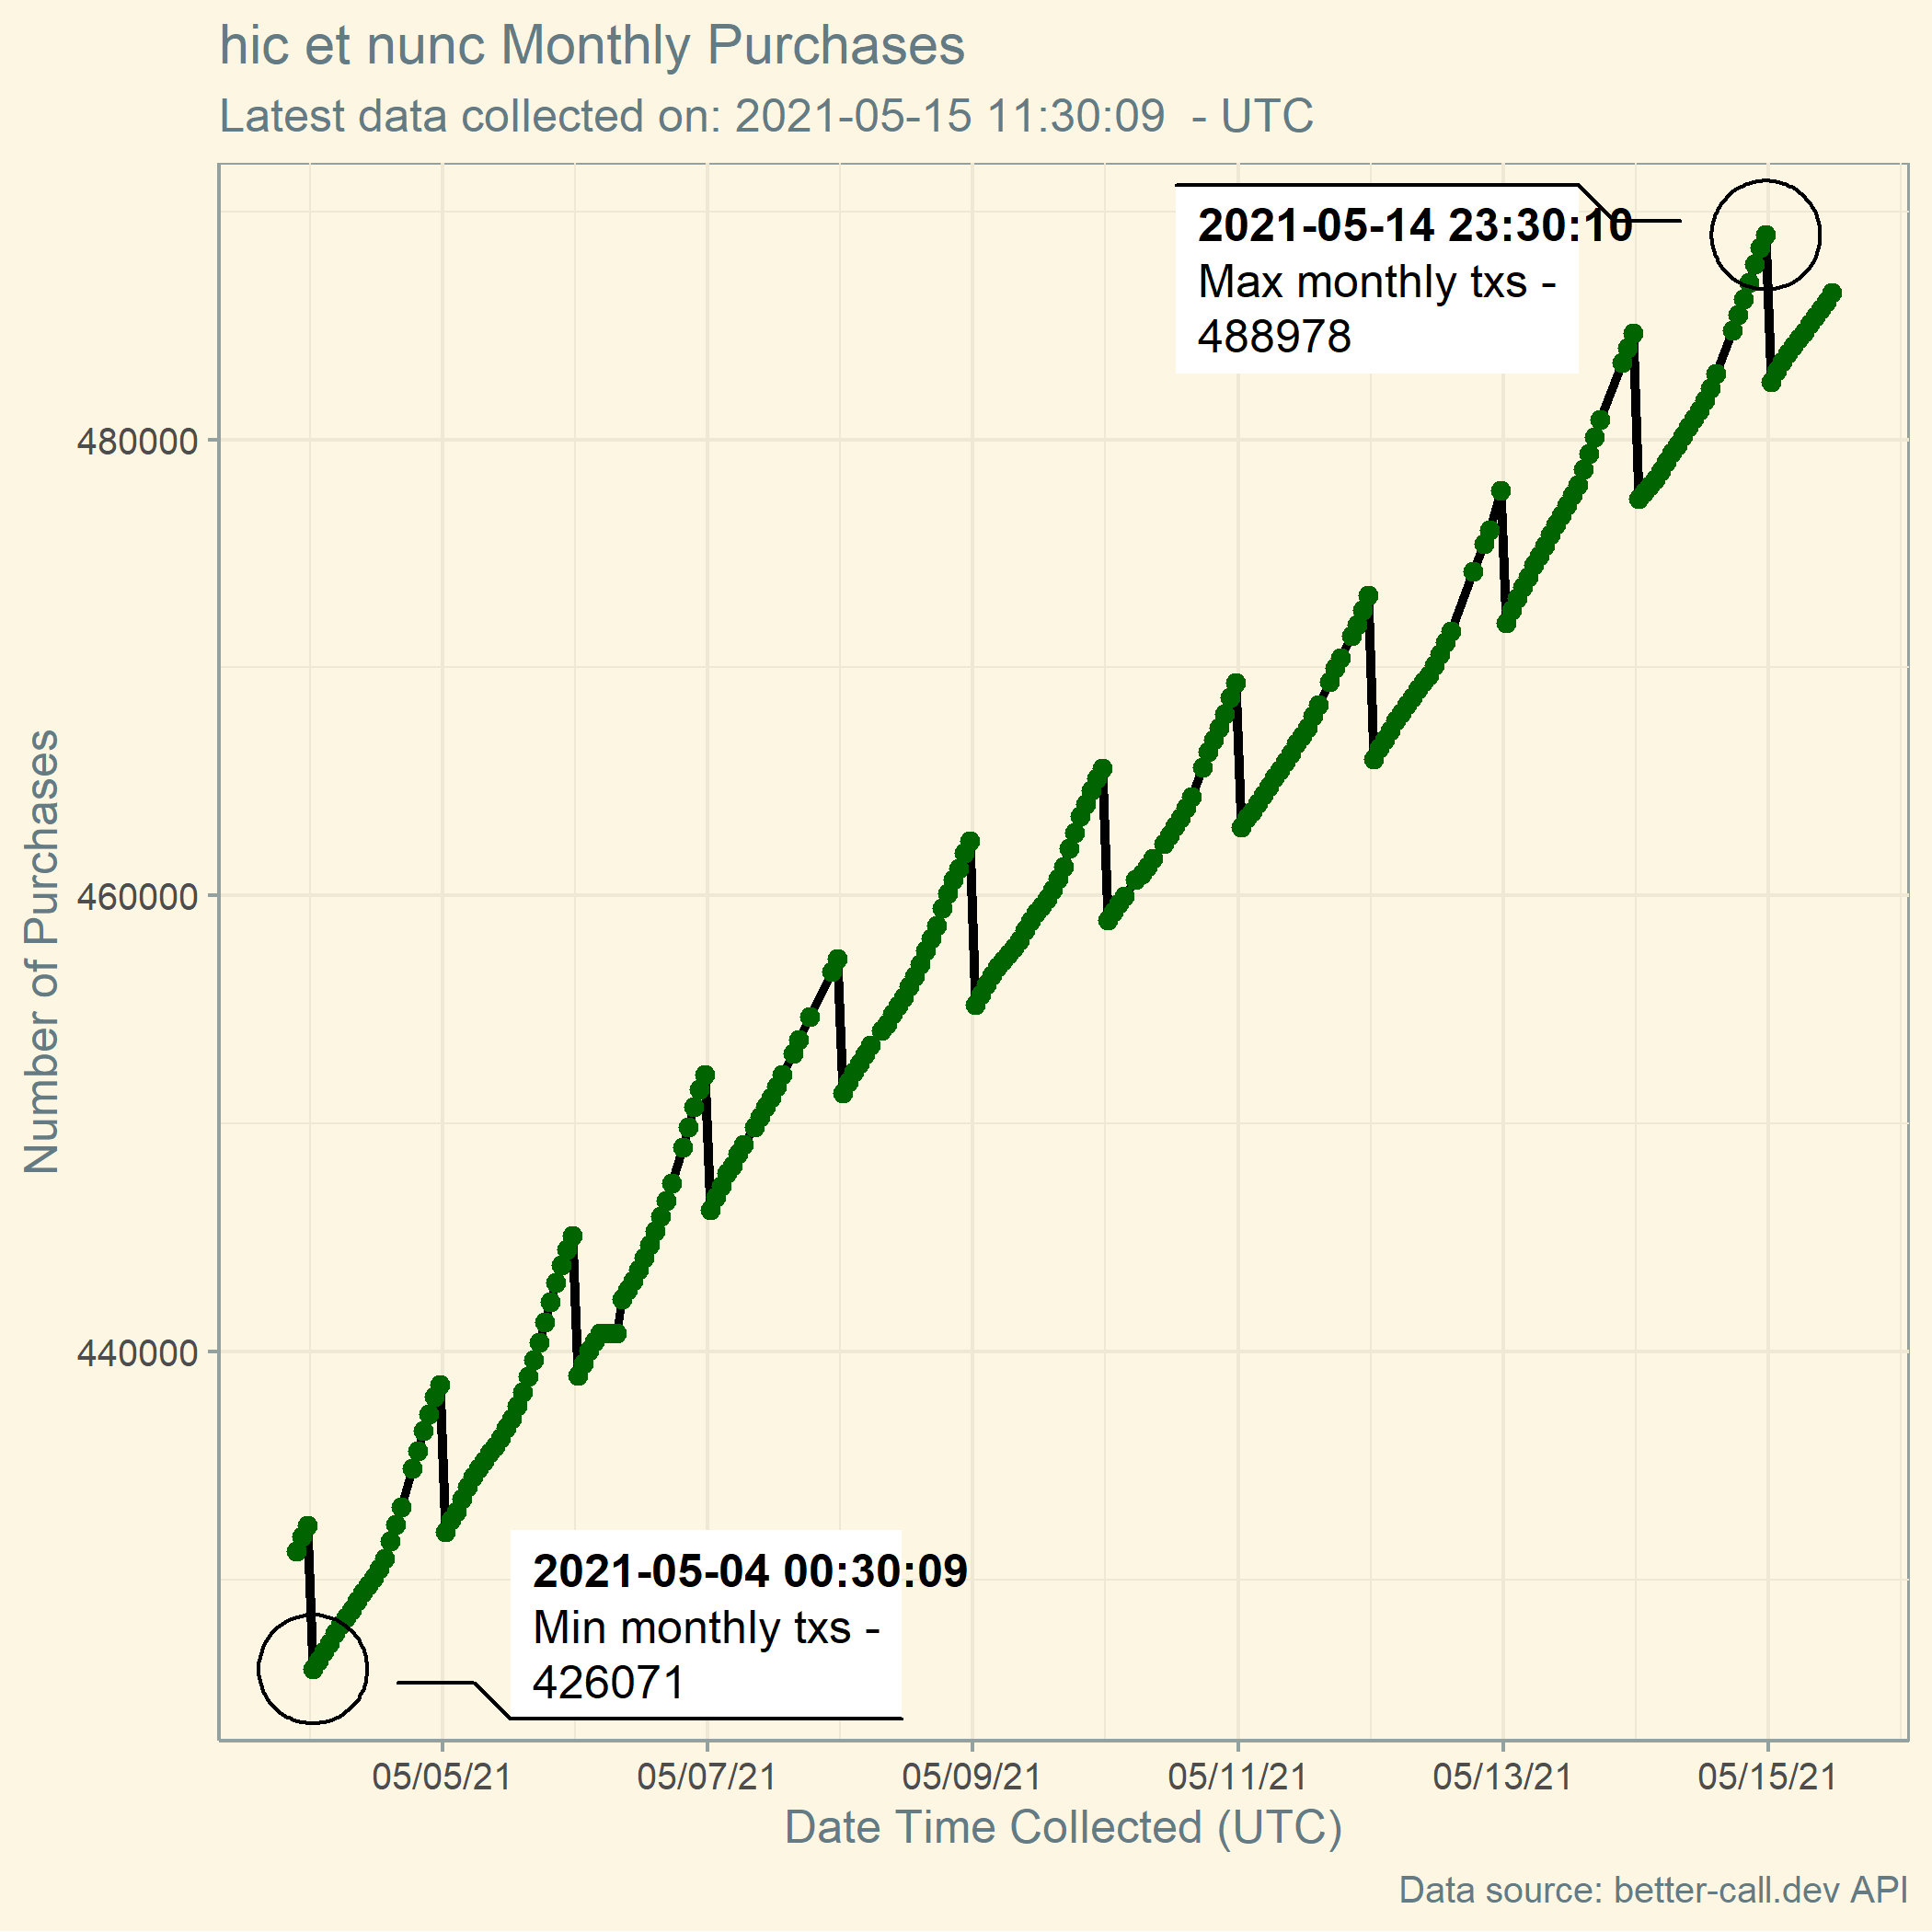 hic et nunc Monthly Purchases
Latest data collected on: 2021-05-15 11:30:09  - UTC
2021-05-14 23:30:10
Max monthly txs -
488978
480000
460000
440000
Number of Purchases
2021-05-04 00:30:09
Min monthly txs -
426071
05/05/21
05/07/21
05/09/21
05/11/21
05/13/21
05/15/21
Date Time Collected (UTC)
Data source: better-call.dev API